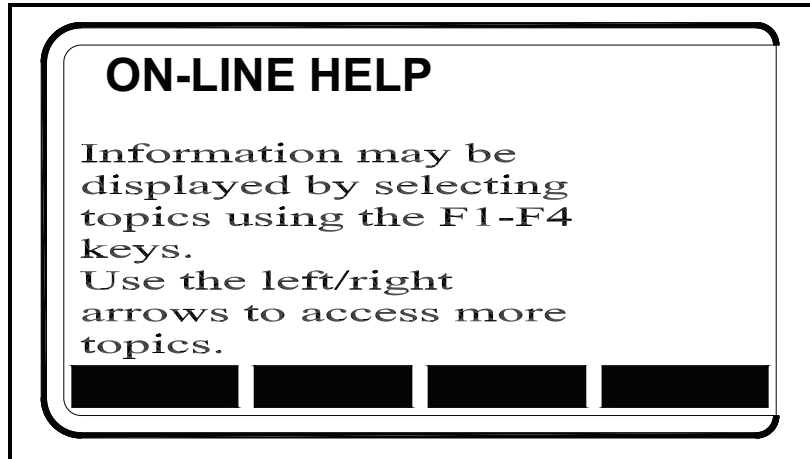 ON-LINE HELP
Information may be
displayed by selecting
topics using the F1-F4
keys.
Use the left/right
arrows to access more
topics.